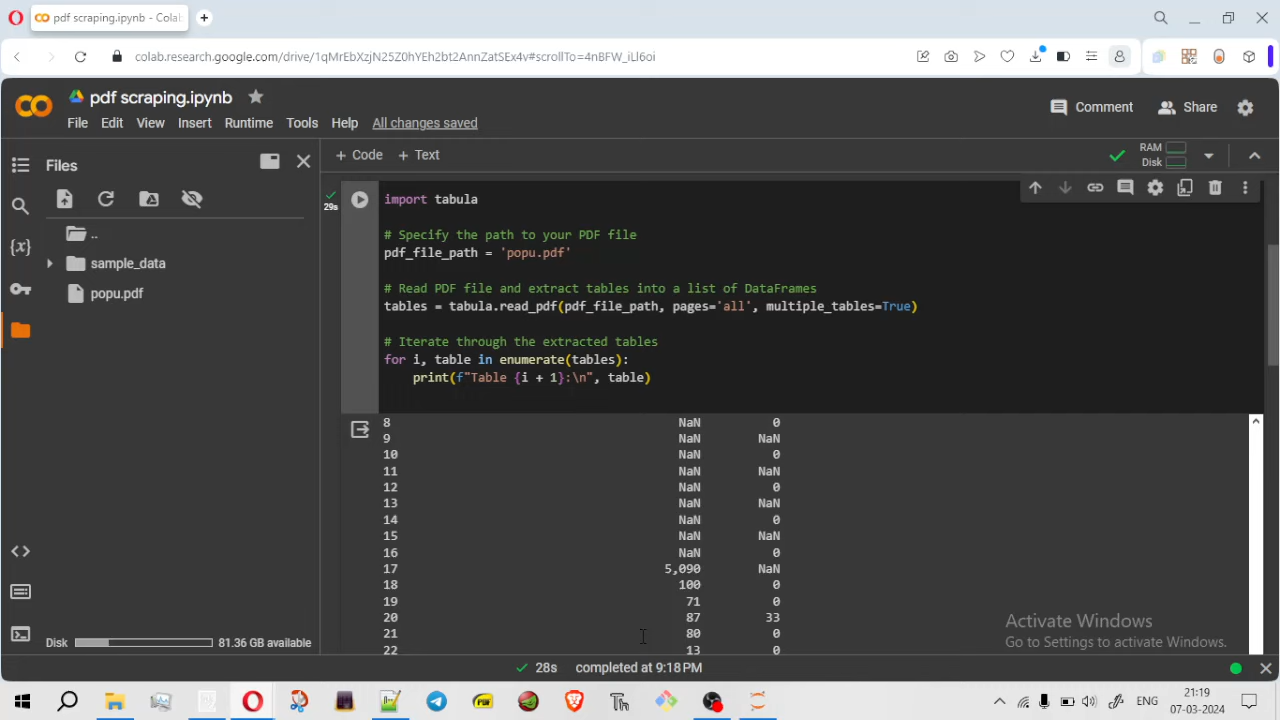 pdf scraping.ipynb - Colab
colab.research.google.com/drive/1qMrEbXzjN25Z0hYEh2bt2AnnZatSEx4v#scrollTo=4nBFW_iLI6oi
pdf scraping.ipynb
File Edit View Insert Runtime Tools Help All changes saved
Comment
Share
Files
+ Code + Text
RAM
Disk
..
sample_data
popu.pdf
29s
import tabula
# Specify the path to your PDF file
pdf_file_path = 'popu.pdf'
# Read PDF file and extract tables into a list of DataFrames
tables = tabula.read_pdf(pdf_file_path, pages='all', multiple_tables=True)
# Iterate through the extracted tables
for i, table in enumerate(tables):
print(f"Table {i + 1}:\n", table)
8 NaN 0
9 NaN NaN
10 NaN 0
11 NaN NaN
12 NaN 0
13 NaN NaN
14 NaN 0
15 NaN NaN
16 NaN 0
17 5,090 NaN
18 100 0
19 71 0
20 87 33
21 80 0
22 13 0
Disk 81.36 GB available
Activate Windows
Go to Settings to activate Windows.
28s completed at 9:18 PM
ENG
21:19
07-03-2024